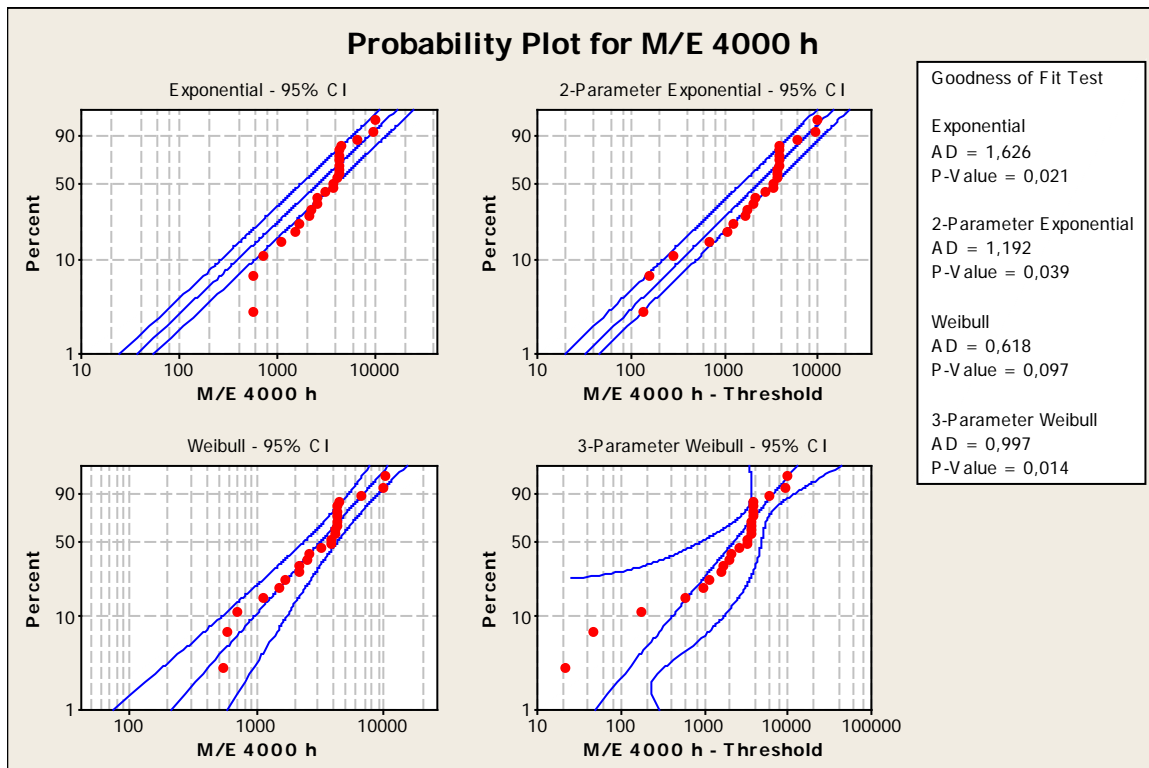 Probability Plot for M/E 4000 h
Exponential - 95% CI
Percent
90
50
10
1
10 100 1000 10000
M/E 4000 h
2-Parameter Exponential - 95% CI
Percent
90
50
10
1
10 100 1000 10000
M/E 4000 h - Threshold
Weibull - 95% CI
Percent
90
50
10
1
100 1000 10000
M/E 4000 h
3-Parameter Weibull - 95% CI
Percent
90
50
10
1
10 100 1000 10000 100000
M/E 4000 h - Threshold
Goodness of Fit Test
Exponential
AD = 1,626
P-Value = 0,021
2-Parameter Exponential
AD = 1,192
P-Value = 0,039
Weibull
AD = 0,618
P-Value = 0,097
3-Parameter Weibull
AD = 0,997
P-Value = 0,014